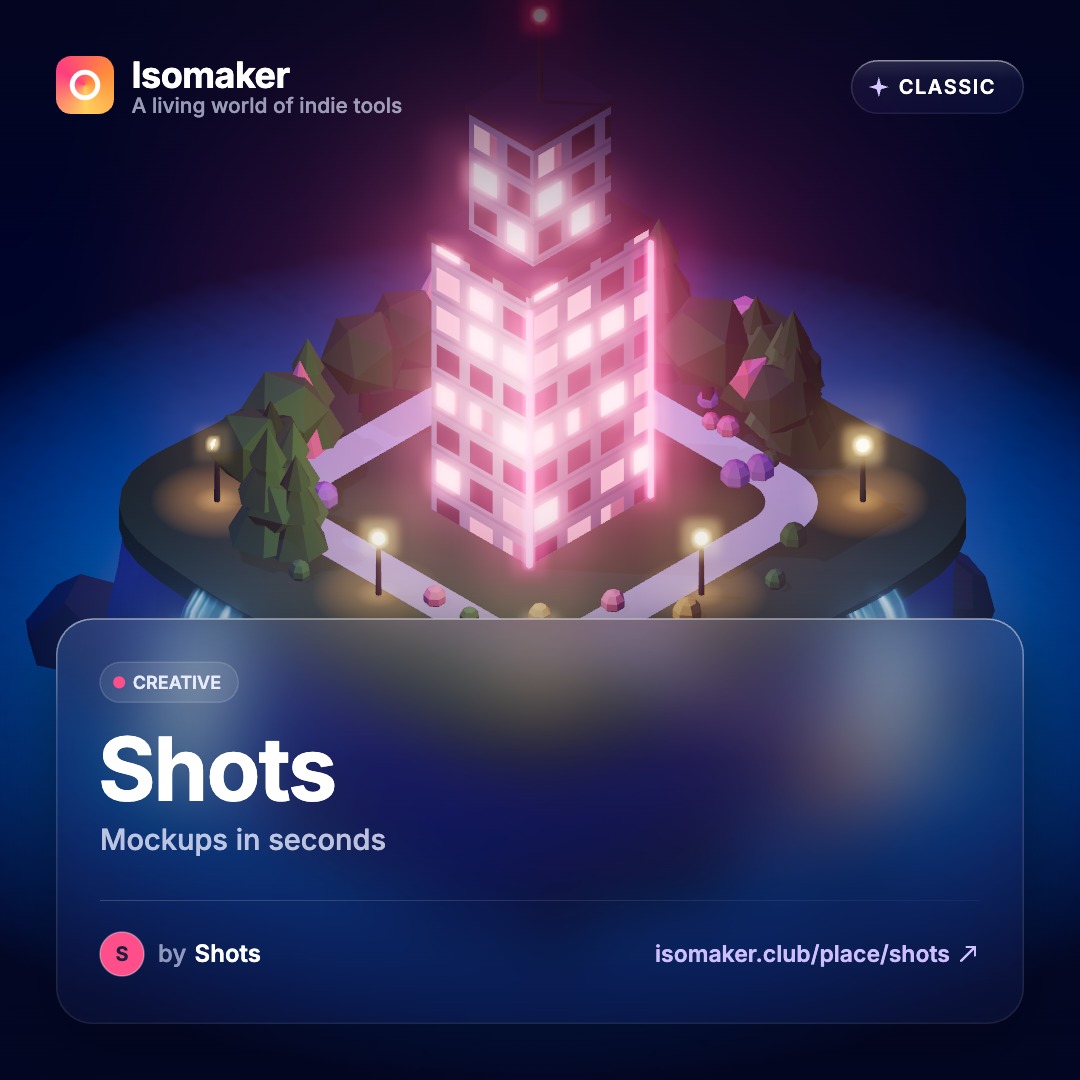 Isomaker
A living world of indie tools
CLASSIC
CREATIVE
Shots
Mockups in seconds
S
by Shots
isomaker.club/place/shots ↗